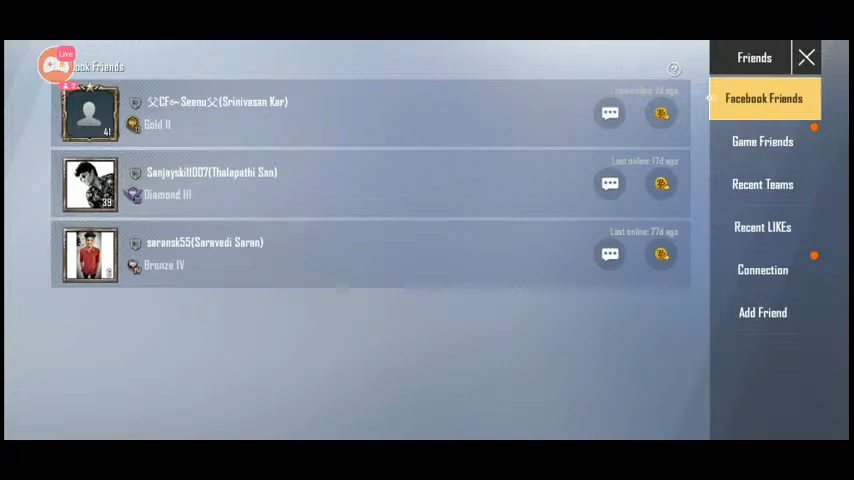 Live
ook Friends
Friends
父CF๛Seenu父(Srinivasan Kar)
2d ago
41
Gold II
Facebook Friends
Game Friends
Sanjayskill007(Thalapathi San)
Last online: 17d ago
39
Diamond III
Recent Teams
Recent LIKEs
saransk55(Saravedi Saran)
Last online: 77d ago
Bronze IV
Connection
Add Friend